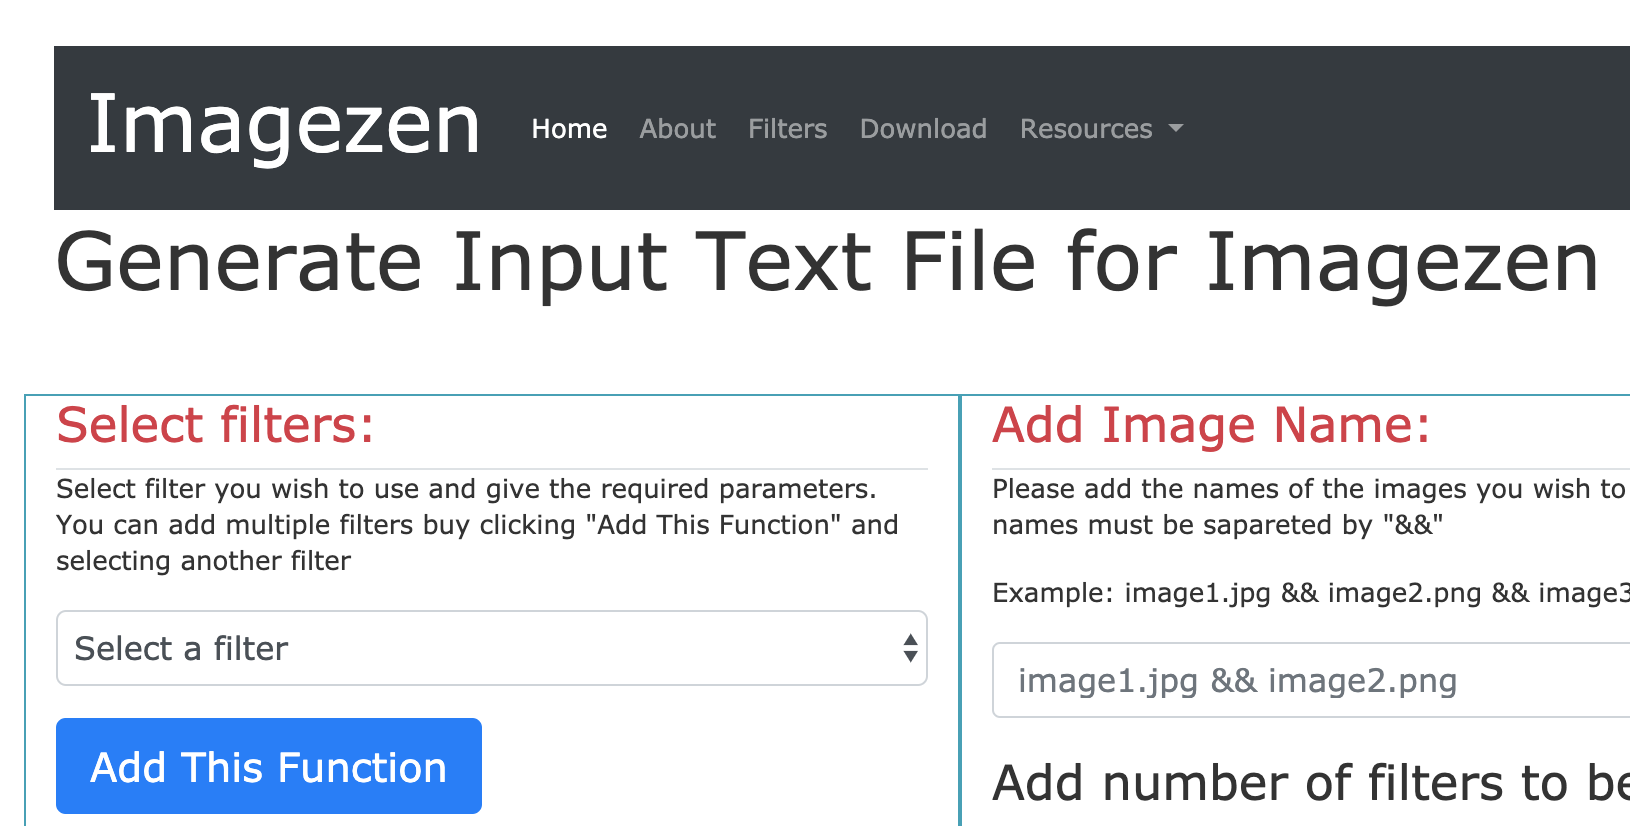 Imagezen Home About Filters Download Resources
Generate Input Text File for Imagezen
Select filters:
Select filter you wish to use and give the required parameters.
You can add multiple filters buy clicking "Add This Function" and
selecting another filter
Select a filter
Add This Function
Add Image Name:
Please add the names of the images you wish to
names must be sapareted by "&&"
Example: image1.jpg && image2.png && image3
image1.jpg && image2.png
Add number of filters to be